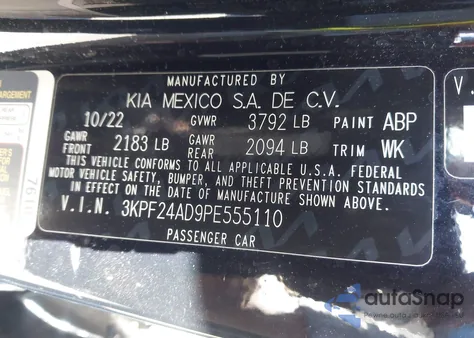 MANUFACTURED BY
KIA MEXICO S.A. DE C.V.
10/22 GVWR 3792 LB PAINT ABP
GAWR FRONT 2183 LB GAWR REAR 2094 LB TRIM WK
THIS VEHICLE CONFORMS TO ALL APPLICABLE U.S.A. FEDERAL
MOTOR VEHICLE SAFETY, BUMPER, AND THEFT PREVENTION STANDARDS
IN EFFECT ON THE DATE OF MANUFACTURE SHOWN ABOVE.
V.I.N. 3KPF24AD9PE555110
PASSENGER CAR
autoSnap